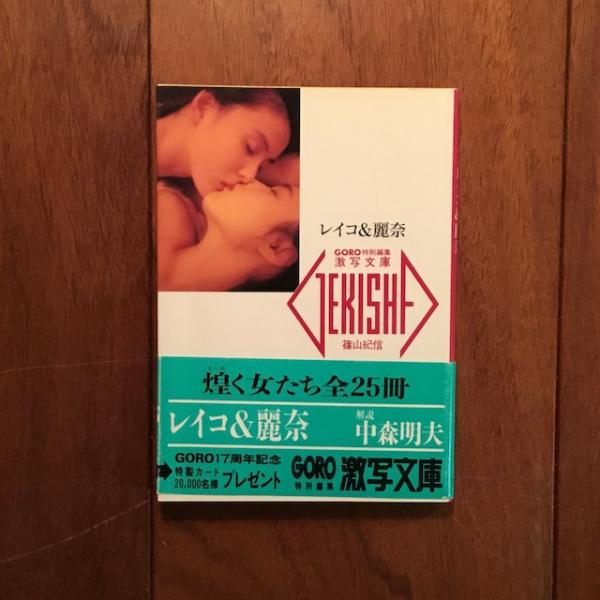 レイコ&麗奈
GORO特別編集
激写文庫
GEKISHA
篠山紀信
煌く女たち全25冊
レイコ&麗奈
解説
中森明夫
GORO17周年記念
特製カード
20,000名様
プレゼント
GORO
特別編集
激写文庫